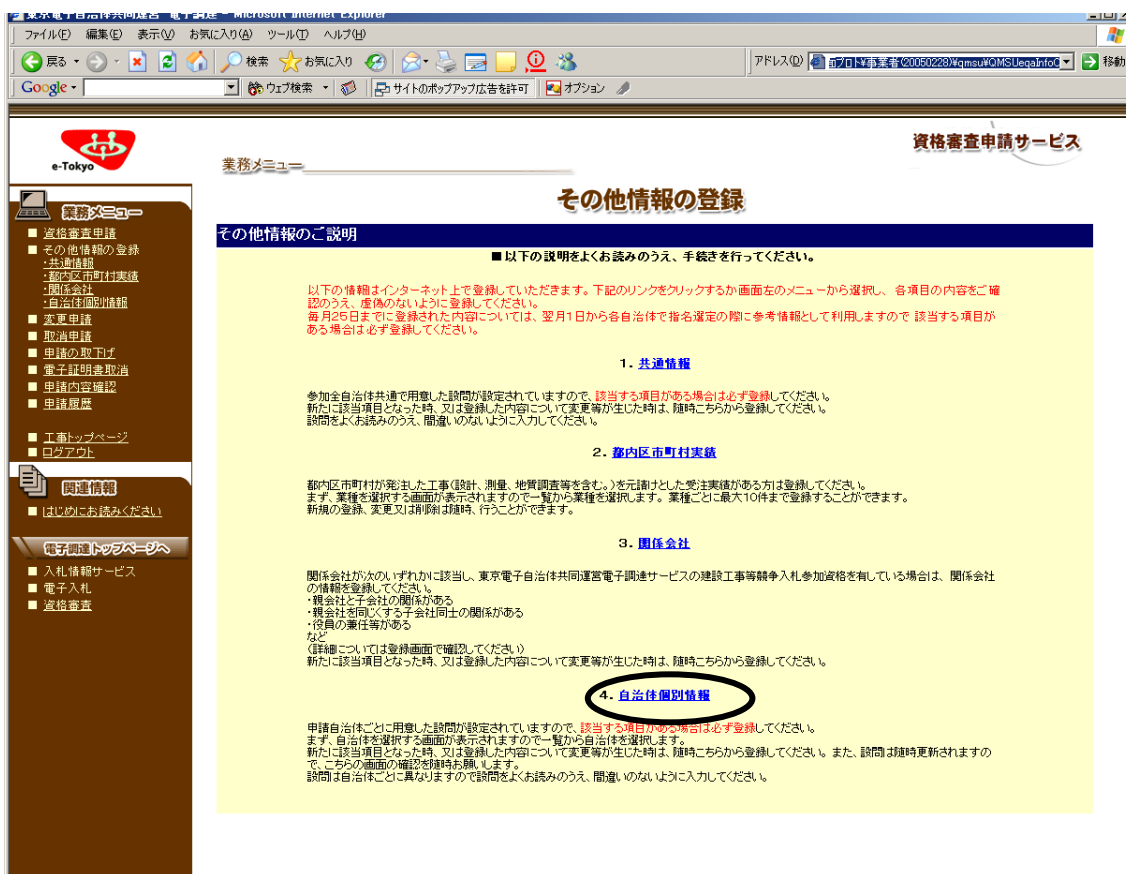 東京電子自治体共同運営 電子調達 - Microsoft Internet Explorer
ファイル(F) 編集(E) 表示(V) お気に入り(A) ツール(T) ヘルプ(H)
戻る 検索 お気に入り アドレス(D) 移動
Google ウェブ検索 サイトのポップアップ広告を許可 オプション
e-Tokyo
業務メニュー
資格審査申請サービス
その他情報の登録
業務メニュー
■ 資格審査申請
■ その他情報の登録
・共通情報
・都内区市町村実績
・関係会社
・自治体個別情報
■ 変更申請
■ 取消申請
■ 申請の取下げ
■ 電子証明書取消
■ 申請内容確認
■ 申請履歴
■ 工事トップページ
■ ログアウト
関連情報
■ はじめにお読みください
電子調達トップページへ
■ 入札情報サービス
■ 電子入札
■ 資格審査
その他情報のご説明
■以下の説明をよくお読みのうえ、手続きを行ってください。
以下の情報はインターネット上で登録していただきます。下記のリンクをクリックするか画面左のメニューから選択し、各項目の内容をご確
認のうえ、虚偽のないように登録してください。
毎月25日までに登録された内容については、翌月1日から各自治体で指名選定の際に参考情報として利用しますので 該当する項目が
ある場合は必ず登録してください。
1. 共通情報
参加全自治体共通で用意した設問が設定されていますので、該当する項目がある場合は必ず登録してください。
新たに該当項目となった時、又は登録した内容について変更等が生じた時は、随時こちらから登録してください。
設問をよくお読みのうえ、間違いのないように入力してください。
2. 都内区市町村実績
都内区市町村が発注した工事(設計、測量、地質調査等を含む。)を元請けとした受注実績がある方は登録してください。
まず、業種を選択する画面が表示されますので一覧から業種を選択します。業種ごとに最大10件まで登録することができます。
新規の登録、変更又は削除は随時、行うことができます。
3. 関係会社
関係会社が次のいずれかに該当し、東京電子自治体共同運営電子調達サービスの建設工事等競争入札参加資格を有している場合は、関係会社
の情報を登録してください。
・親会社と子会社の関係がある
・親会社を同じくする子会社同士の関係がある
・役員の兼任等がある
など
(詳細については登録画面で確認してください)
新たに該当項目となった時、又は登録した内容について変更等が生じた時は、随時こちらから登録してください。
4. 自治体個別情報
申請自治体ごとに用意した設問が設定されていますので、該当する項目がある場合は必ず登録してください。
まず、自治体を選択する画面が表示されますので一覧から自治体を選択します。
新たに該当項目となった時、又は登録した内容について変更等が生じた時は、随時こちらから登録してください。また、設問は随時更新されますの
で、こちらの画面の確認を随時お願いします。
設問は自治体ごとに異なりますので設問をよくお読みのうえ、間違いのないように入力してください。